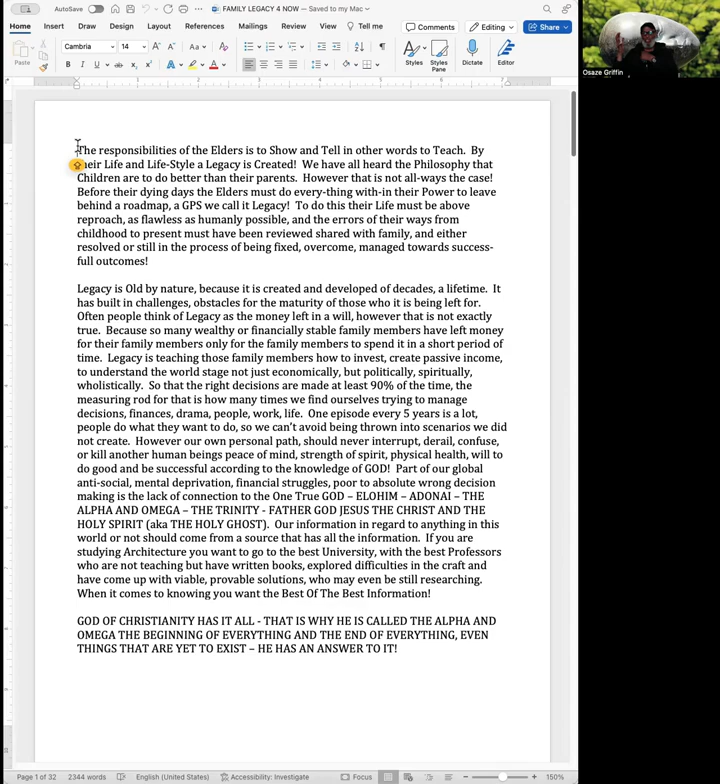 AutoSave
FAMILY LEGACY 4 NOW — Saved to my Mac
Home Insert Draw Design Layout References Mailings Review View Tell me
Comments Editing Share
Paste
Cambria 14
Styles Styles Pane Dictate Editor
Osaze Griffin
The responsibilities of the Elders is to Show and Tell in other words to Teach. By
their Life and Life-Style a Legacy is Created! We have all heard the Philosophy that
Children are to do better than their parents. However that is not all-ways the case!
Before their dying days the Elders must do every-thing with-in their Power to leave
behind a roadmap, a GPS we call it Legacy! To do this their Life must be above
reproach, as flawless as humanly possible, and the errors of their ways from
childhood to present must have been reviewed shared with family, and either
resolved or still in the process of being fixed, overcome, managed towards success-
full outcomes!
Legacy is Old by nature, because it is created and developed of decades, a lifetime. It
has built in challenges, obstacles for the maturity of those who it is being left for.
Often people think of Legacy as the money left in a will, however that is not exactly
true. Because so many wealthy or financially stable family members have left money
for their family members only for the family members to spend it in a short period of
time. Legacy is teaching those family members how to invest, create passive income,
to understand the world stage not just economically, but politically, spiritually,
wholistically. So that the right decisions are made at least 90% of the time, the
measuring rod for that is how many times we find ourselves trying to manage
decisions, finances, drama, people, work, life. One episode every 5 years is a lot,
people do what they want to do, so we can't avoid being thrown into scenarios we did
not create. However our own personal path, should never interrupt, derail, confuse,
or kill another human beings peace of mind, strength of spirit, physical health, will to
do good and be successful according to the knowledge of GOD! Part of our global
anti-social, mental deprivation, financial struggles, poor to absolute wrong decision
making is the lack of connection to the One True GOD – ELOHIM – ADONAI – THE
ALPHA AND OMEGA – THE TRINITY - FATHER GOD JESUS THE CHRIST AND THE
HOLY SPIRIT (aka THE HOLY GHOST). Our information in regard to anything in this
world or not should come from a source that has all the information. If you are
studying Architecture you want to go to the best University, with the best Professors
who are not teaching but have written books, explored difficulties in the craft and
have come up with viable, provable solutions, who may even be still researching.
When it comes to knowing you want the Best Of The Best Information!
GOD OF CHRISTIANITY HAS IT ALL - THAT IS WHY HE IS CALLED THE ALPHA AND
OMEGA THE BEGINNING OF EVERYTHING AND THE END OF EVERYTHING, EVEN
THINGS THAT ARE YET TO EXIST – HE HAS AN ANSWER TO IT!
Page 1 of 32 2344 words English (United States) Accessibility: Investigate Focus 150%